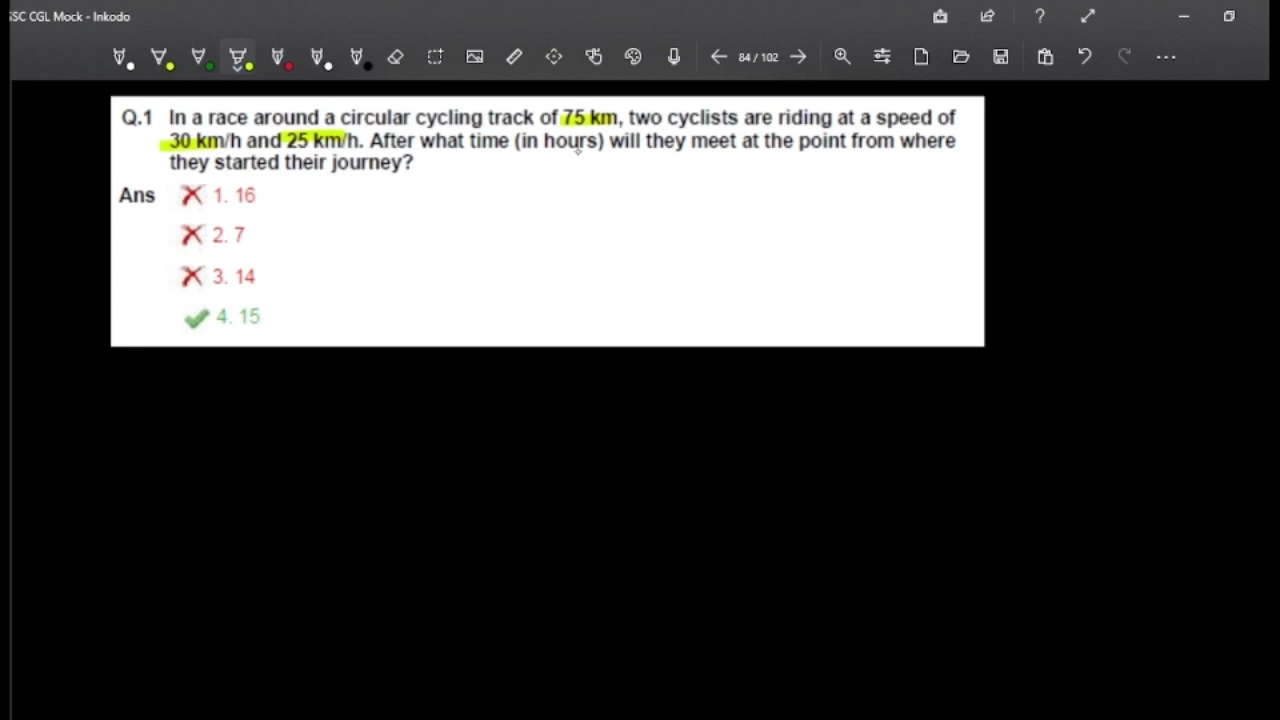 SSC CGL Mock - Inkodo
84 / 102
Q.1 In a race around a circular cycling track of 75 km, two cyclists are riding at a speed of
30 km/h and 25 km/h. After what time (in hours) will they meet at the point from where
they started their journey?
Ans 1. 16
2. 7
3. 14
4. 15